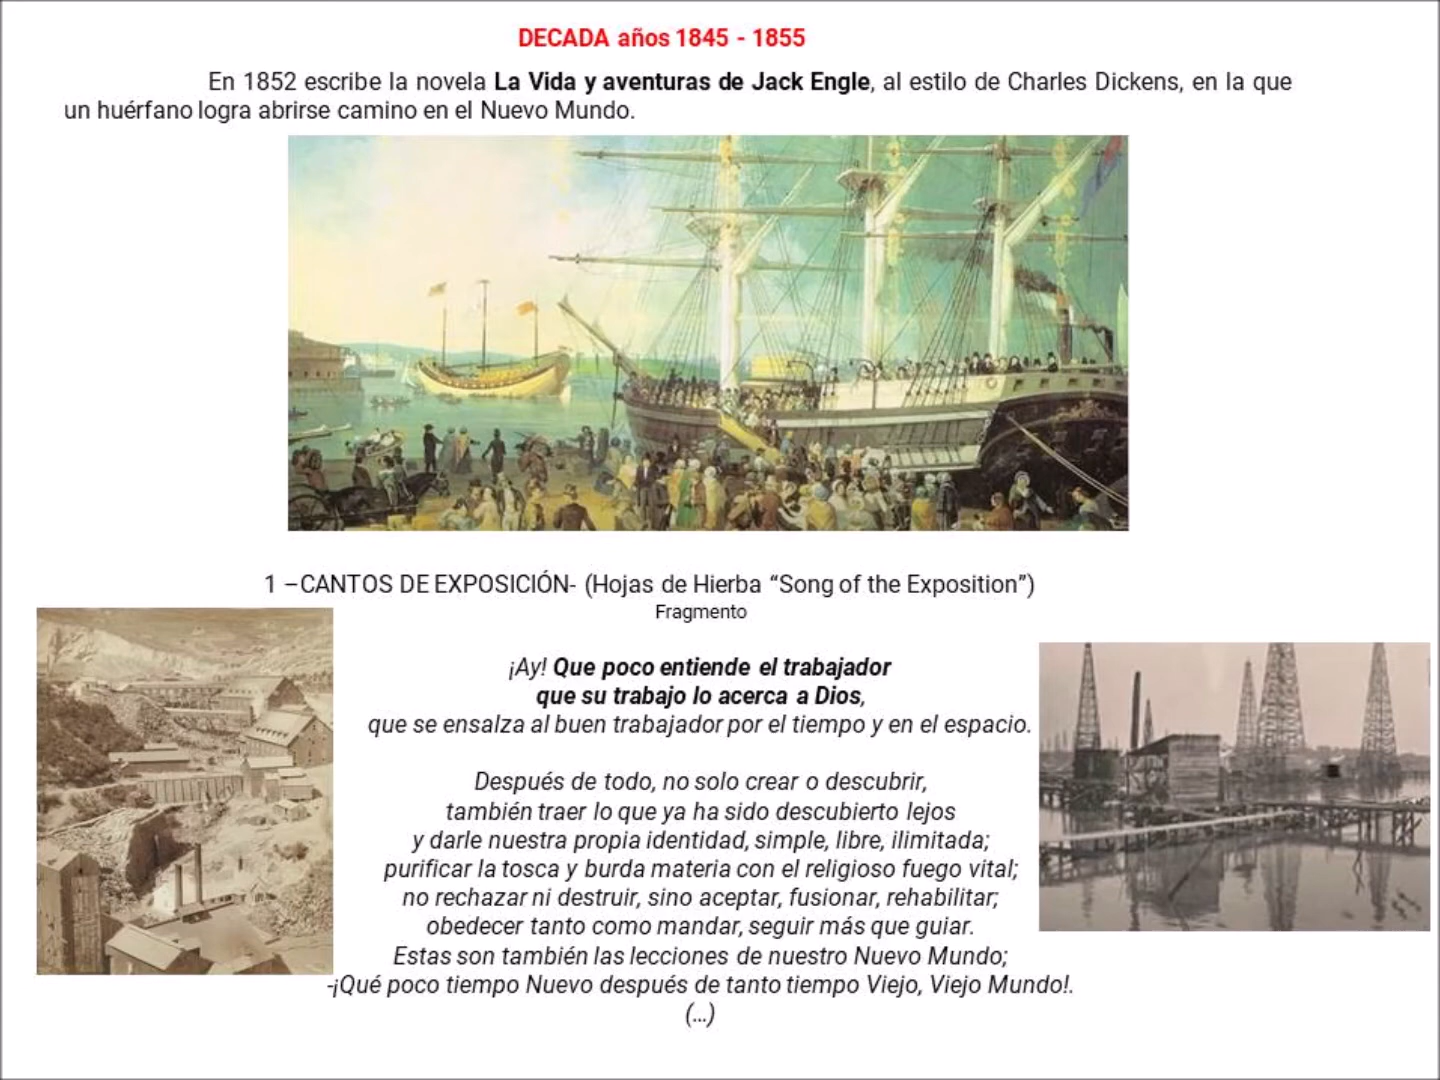 DECADA años 1845 - 1855
En 1852 escribe la novela La Vida y aventuras de Jack Engle, al estilo de Charles Dickens, en la que
un huérfano logra abrirse camino en el Nuevo Mundo.
1 –CANTOS DE EXPOSICIÓN- (Hojas de Hierba “Song of the Exposition”)
Fragmento
¡Ay! Que poco entiende el trabajador
que su trabajo lo acerca a Dios,
que se ensalza al buen trabajador por el tiempo y en el espacio.
Después de todo, no solo crear o descubrir,
también traer lo que ya ha sido descubierto lejos
y darle nuestra propia identidad, simple, libre, ilimitada;
purificar la tosca y burda materia con el religioso fuego vital;
no rechazar ni destruir, sino aceptar, fusionar, rehabilitar;
obedecer tanto como mandar, seguir más que guiar.
Estas son también las lecciones de nuestro Nuevo Mundo;
-¡Qué poco tiempo Nuevo después de tanto tiempo Viejo, Viejo Mundo!.
(…)